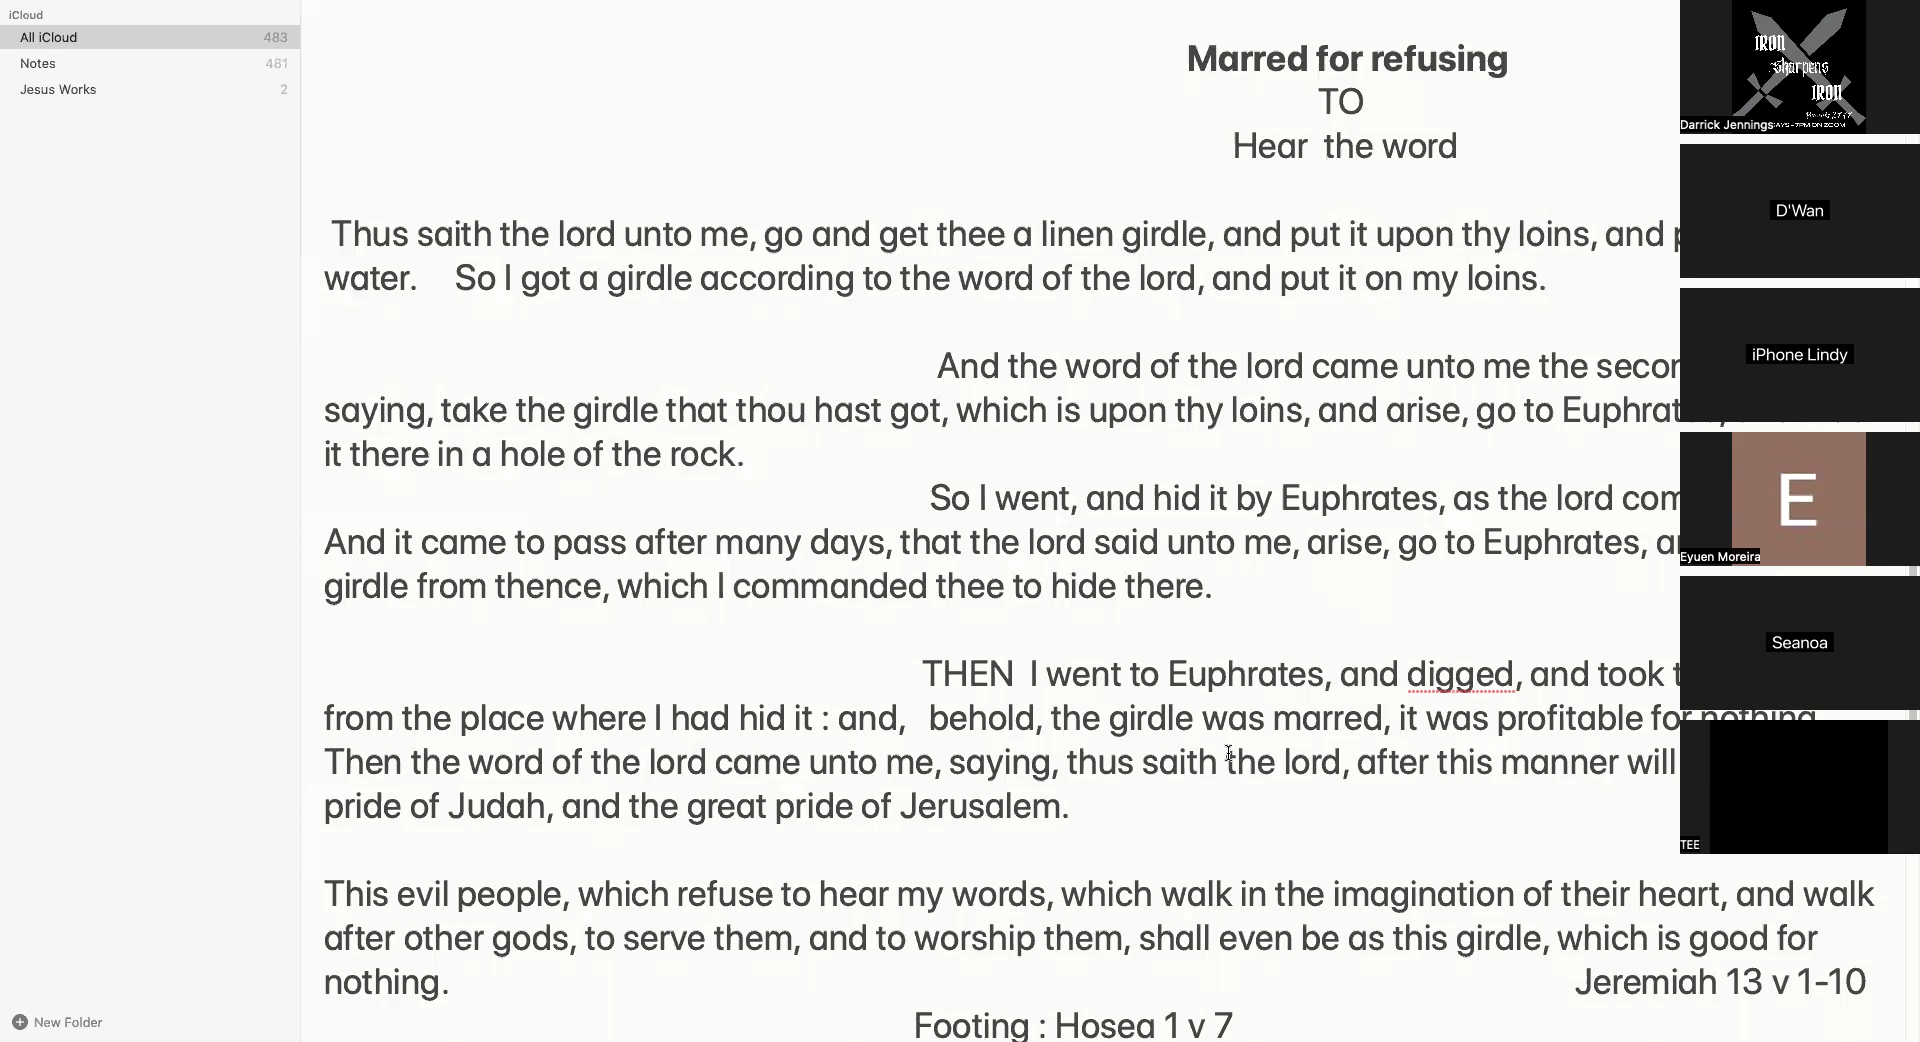 iCloud
All iCloud 483
Notes 481
Jesus Works 2
New Folder
Marred for refusing
TO
Hear the word
Thus saith the lord unto me, go and get thee a linen girdle, and put it upon thy loins, and
water. So I got a girdle according to the word of the lord, and put it on my loins.
And the word of the lord came unto me the
saying, take the girdle that thou hast got, which is upon thy loins, and arise, go to
it there in a hole of the rock.
So I went, and hid it by Euphrates, as the lord
And it came to pass after many days, that the lord said unto me, arise, go to Euphrates,
girdle from thence, which I commanded thee to hide there.
THEN I went to Euphrates, and digged, and took
from the place where I had hid it : and, behold, the girdle was marred, it was profitable for nothing
Then the word of the lord came unto me, saying, thus saith the lord, after this manner will
pride of Judah, and the great pride of Jerusalem.
This evil people, which refuse to hear my words, which walk in the imagination of their heart, and walk
after other gods, to serve them, and to worship them, shall even be as this girdle, which is good for
nothing. Jeremiah 13 v 1-10
Footing : Hosea 1 v 7
IRON
sharpens
IRON
Darrick Jennings
7PM ON ZOOM
D'Wan
iPhone Lindy
E
Eyuen Moreira
Seanoa
TEE